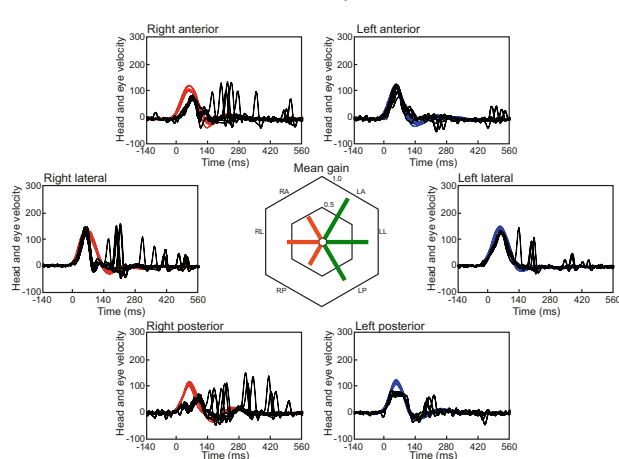 Right anterior
300
200
100
0
-100
Head and eye velocity
-140 0 140 280 420 560
Time (ms)
Left anterior
300
200
100
0
-100
Head and eye velocity
-140 0 140 280 420 560
Time (ms)
Right lateral
300
200
100
0
-100
Head and eye velocity
-140 0 140 280 420 560
Time (ms)
Mean gain
1.0
RA LA
0.5
RL LL
RP LP
Left lateral
300
200
100
0
-100
Head and eye velocity
-140 0 140 280 420 560
Time (ms)
Right posterior
300
200
100
0
-100
Head and eye velocity
-140 0 140 280 420 560
Time (ms)
Left posterior
300
200
100
0
-100
Head and eye velocity
-140 0 140 280 420 560
Time (ms)